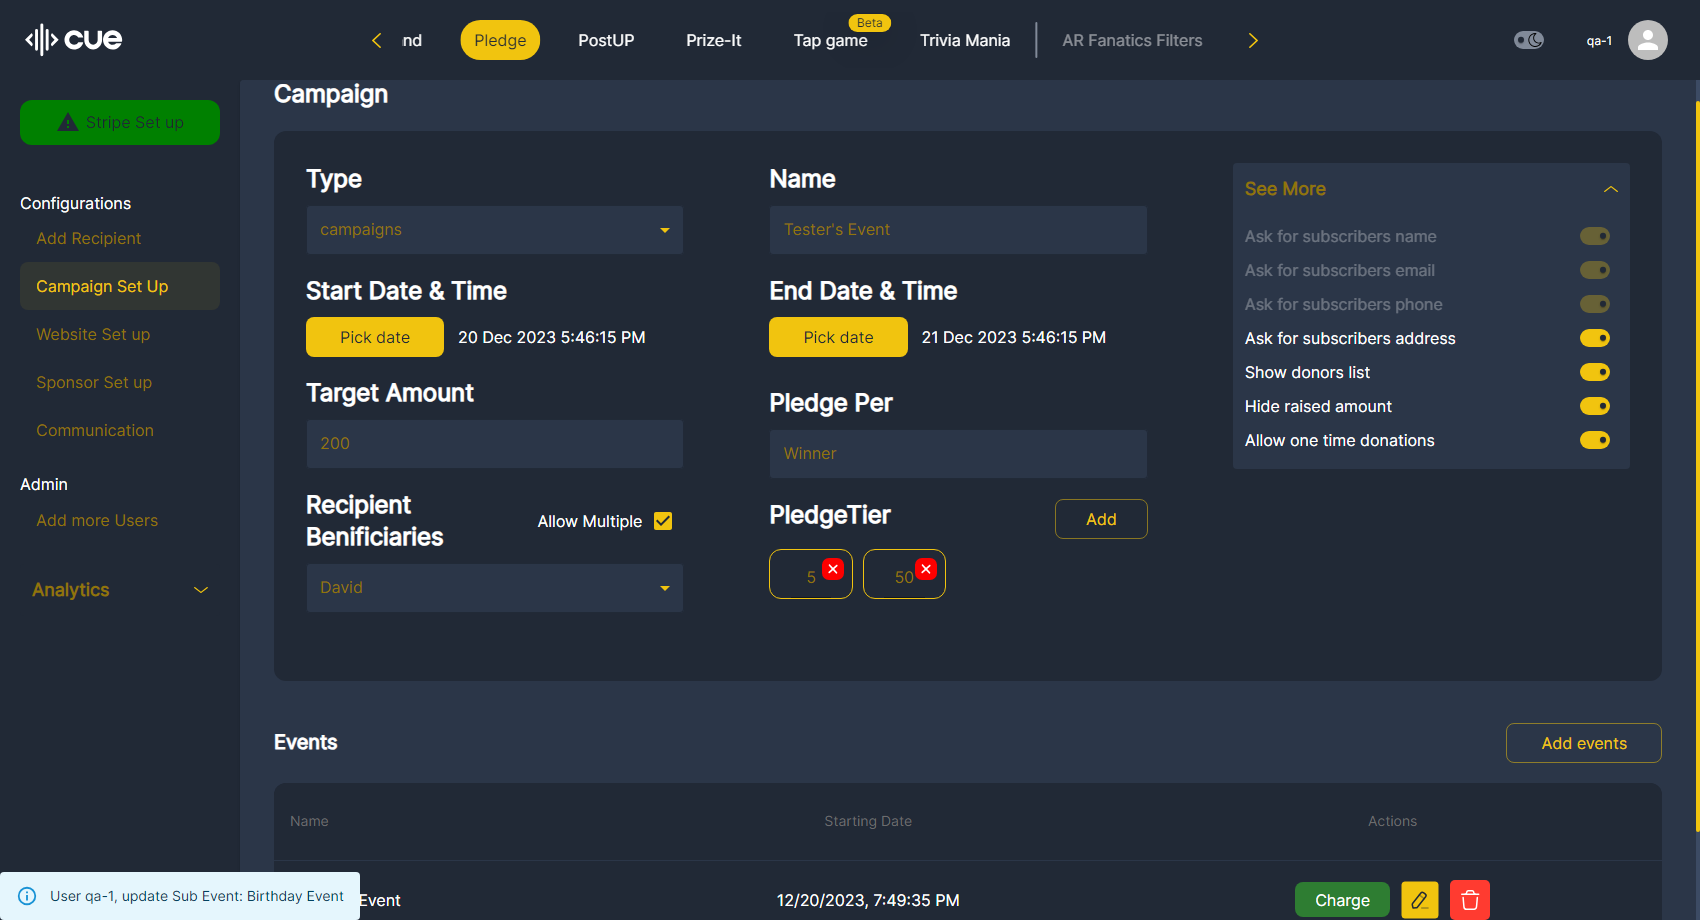 cue
nd
Pledge
PostUP
Prize-It
Beta
Tap game
Trivia Mania
AR Fanatics Filters
qa-1
Stripe Set up
Configurations
Add Recipient
Campaign Set Up
Website Set up
Sponsor Set up
Communication
Admin
Add more Users
Analytics
Campaign
Type
campaigns
Name
Tester's Event
Start Date & Time
Pick date 20 Dec 2023 5:46:15 PM
End Date & Time
Pick date 21 Dec 2023 5:46:15 PM
Target Amount
200
Pledge Per
Winner
Recipient
Benificiaries
Allow Multiple
David
PledgeTier
Add
5
50
See More
Ask for subscribers name
Ask for subscribers email
Ask for subscribers phone
Ask for subscribers address
Show donors list
Hide raised amount
Allow one time donations
Events
Add events
Name Starting Date Actions
Event 12/20/2023, 7:49:35 PM Charge
User qa-1, update Sub Event: Birthday Event